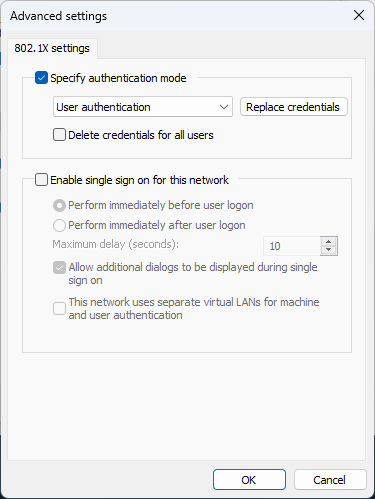 Advanced settings
802.1X settings
Specify authentication mode
User authentication
Replace credentials
Delete credentials for all users
Enable single sign on for this network
Perform immediately before user logon
Perform immediately after user logon
Maximum delay (seconds):
10
Allow additional dialogs to be displayed during single
sign on
This network uses separate virtual LANs for machine
and user authentication
OK
Cancel